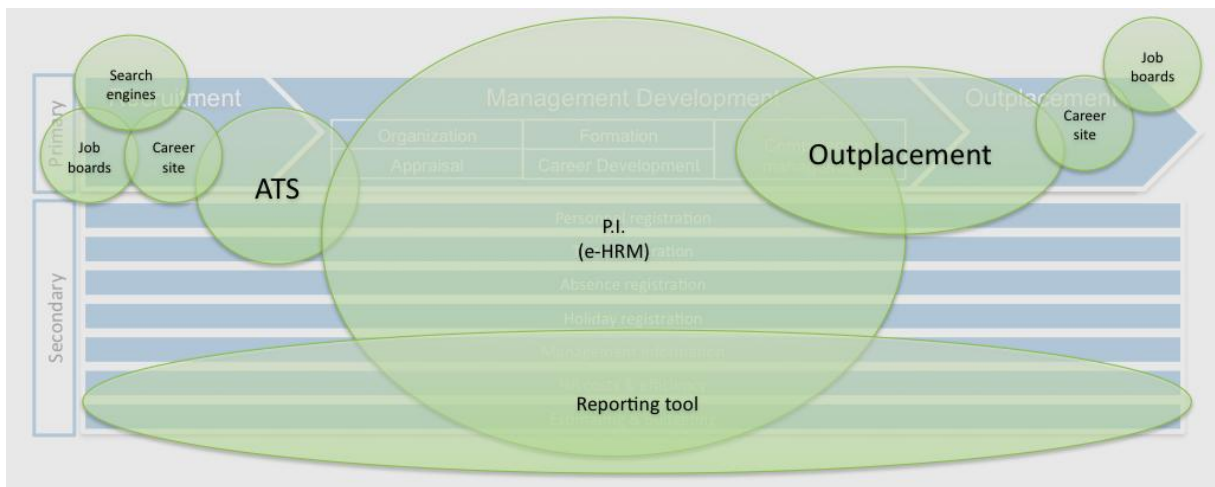 Search
engines
Job
boards
Career
site
ATS
Primary
Recruitment
Management Development
Outplacement
Organization
Formation
Appraisal
Career Development
Outplacement
Career
site
Job
boards
Secondary
Personnel registration
P.I.
(e-HRM)
Absence registration
Holiday registration
Reporting tool